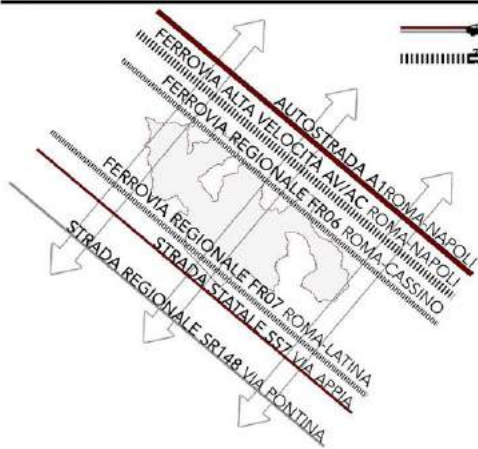 AUTOSTRADA A1 ROMA-NAPOLI
FERROVIA ALTA VELOCITÀ AV/AC ROMA-NAPOLI
FERROVIA REGIONALE FR06 ROMA-CASSINO
FERROVIA REGIONALE FR07 ROMA-LATINA
STRADA STATALE SS7 VIA APPIA
STRADA REGIONALE SR148 VIA PONTINA